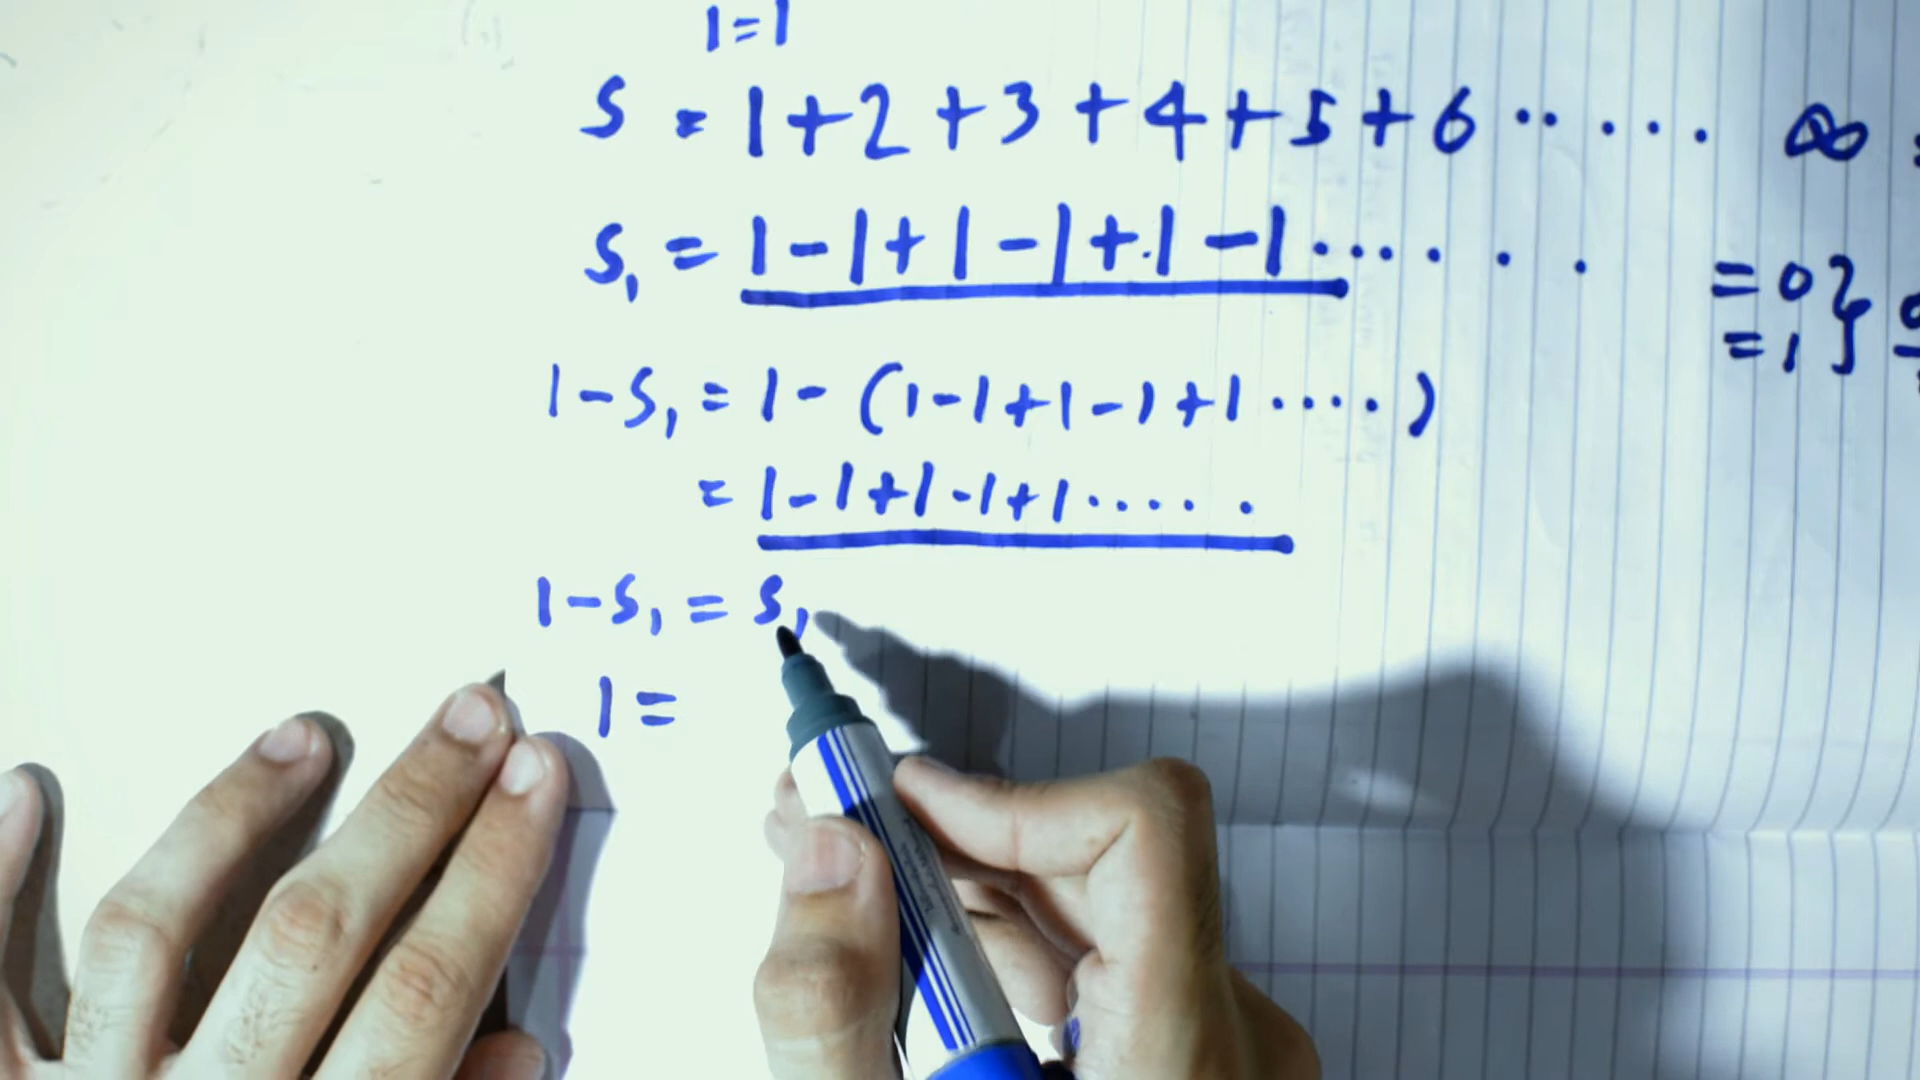 1=1
S = 1+2+3+4+5+6....... ∞
S₁ = 1-1+1-1+1-1.......
= 0 }
= 1 }
1-S₁ = 1-(1-1+1-1+1....)
= 1-1+1-1+1......
1-S₁ = S₁
1 =